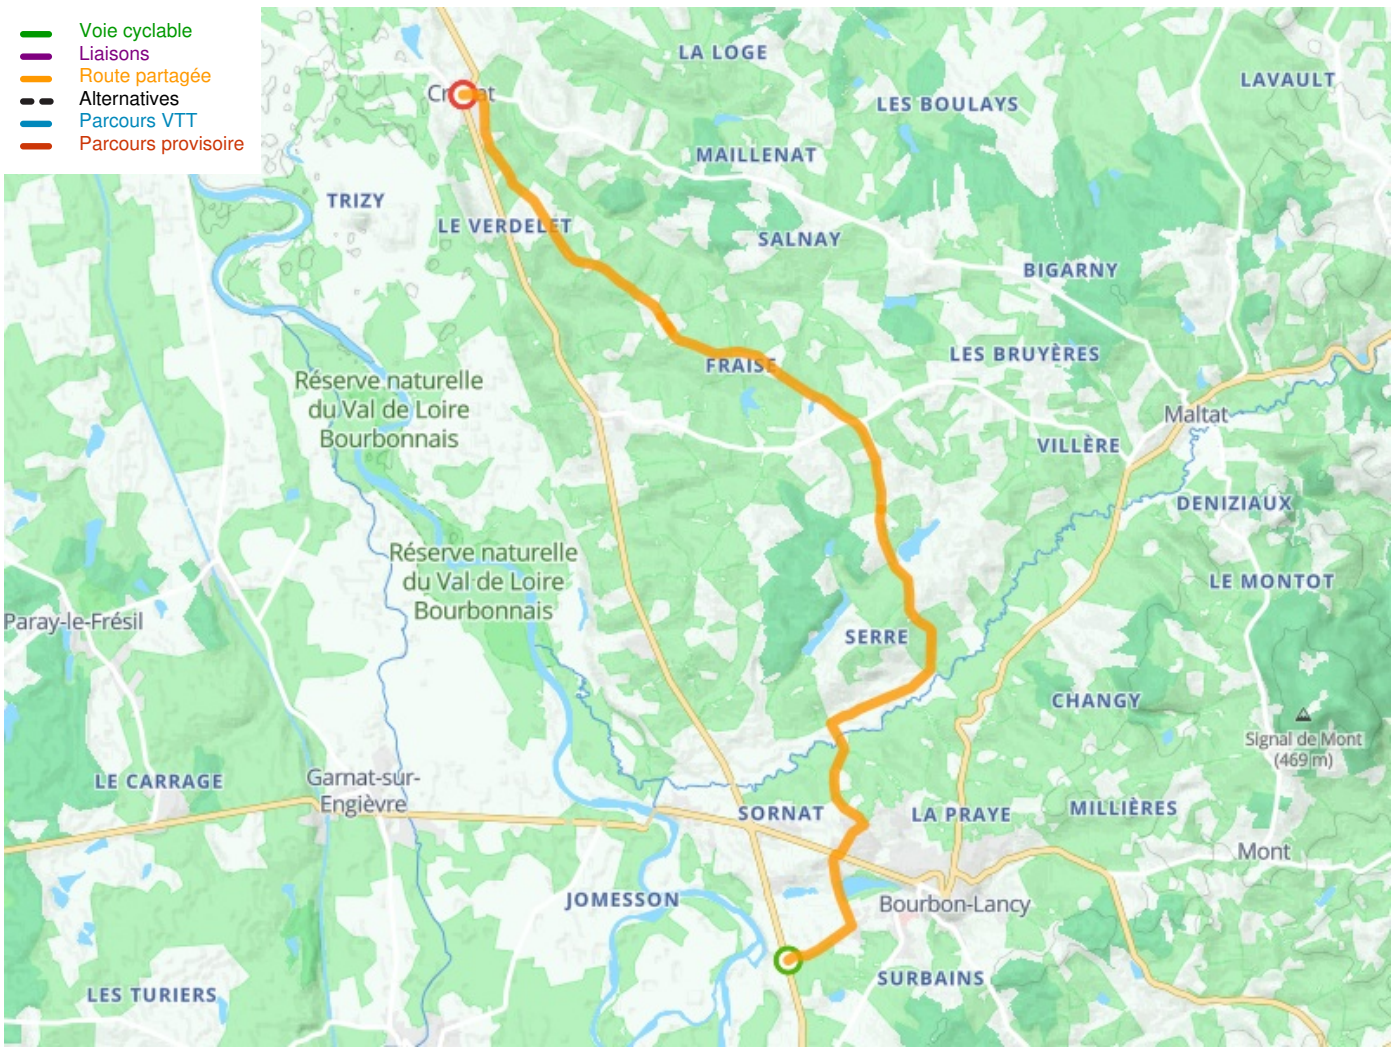 Voie cyclable
Liaisons
Route partagée
Alternatives
Parcours VTT
Parcours provisoire
LA LOGE
LAVAULT
LES BOULAYS
MAILLENAT
TRIZY
LE VERDELET
SALNAY
BIGARNY
LES BRUYÈRES
FRAISE
Réserve naturelle
du Val de Loire
Bourbonnais
Maltat
VILLÈRE
DENIZIAUX
Réserve naturelle
du Val de Loire
Bourbonnais
LE MONTOT
Paray-le-Frésil
SERRE
CHANGY
Signal de Mont
(469 m)
LE CARRAGE
Garnat-sur-
Engièvre
SORNAT
LA PRAYE
MILLIÈRES
Mont
JOMESSON
Bourbon-Lancy
SURBAINS
LES TURIERS